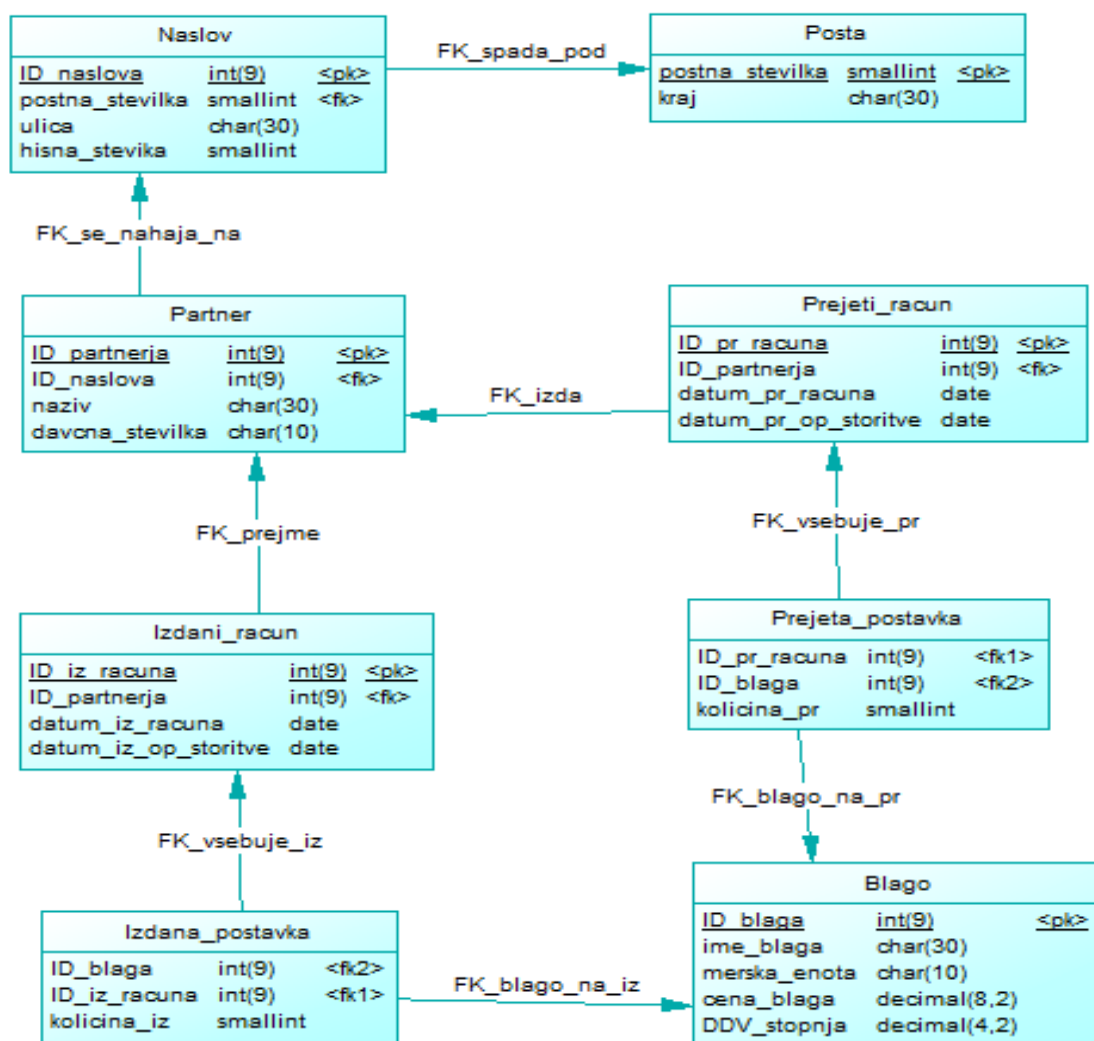 Naslov
ID_naslova int(9) <pk>
postna_stevilka smallint <fk>
ulica char(30)
hisna_stevika smallint
FK_spada_pod
Posta
postna_stevilka smallint <pk>
kraj char(30)
FK_se_nahaja_na
Partner
ID_partnerja int(9) <pk>
ID_naslova int(9) <fk>
naziv char(30)
davcna_stevilka char(10)
FK_izda
Prejeti_racun
ID_pr_racuna int(9) <pk>
ID_partnerja int(9) <fk>
datum_pr_racuna date
datum_pr_op_storitve date
FK_prejme
FK_vsebuje_pr
Izdani_racun
ID_iz_racuna int(9) <pk>
ID_partnerja int(9) <fk>
datum_iz_racuna date
datum_iz_op_storitve date
Prejeta_postavka
ID_pr_racuna int(9) <fk1>
ID_blaga int(9) <fk2>
kolicina_pr smallint
FK_vsebuje_iz
FK_blago_na_pr
Izdana_postavka
ID_blaga int(9) <fk2>
ID_iz_racuna int(9) <fk1>
kolicina_iz smallint
FK_blago_na_iz
Blago
ID_blaga int(9) <pk>
ime_blaga char(30)
merska_enota char(10)
cena_blaga decimal(8,2)
DDV_stopnja decimal(4,2)